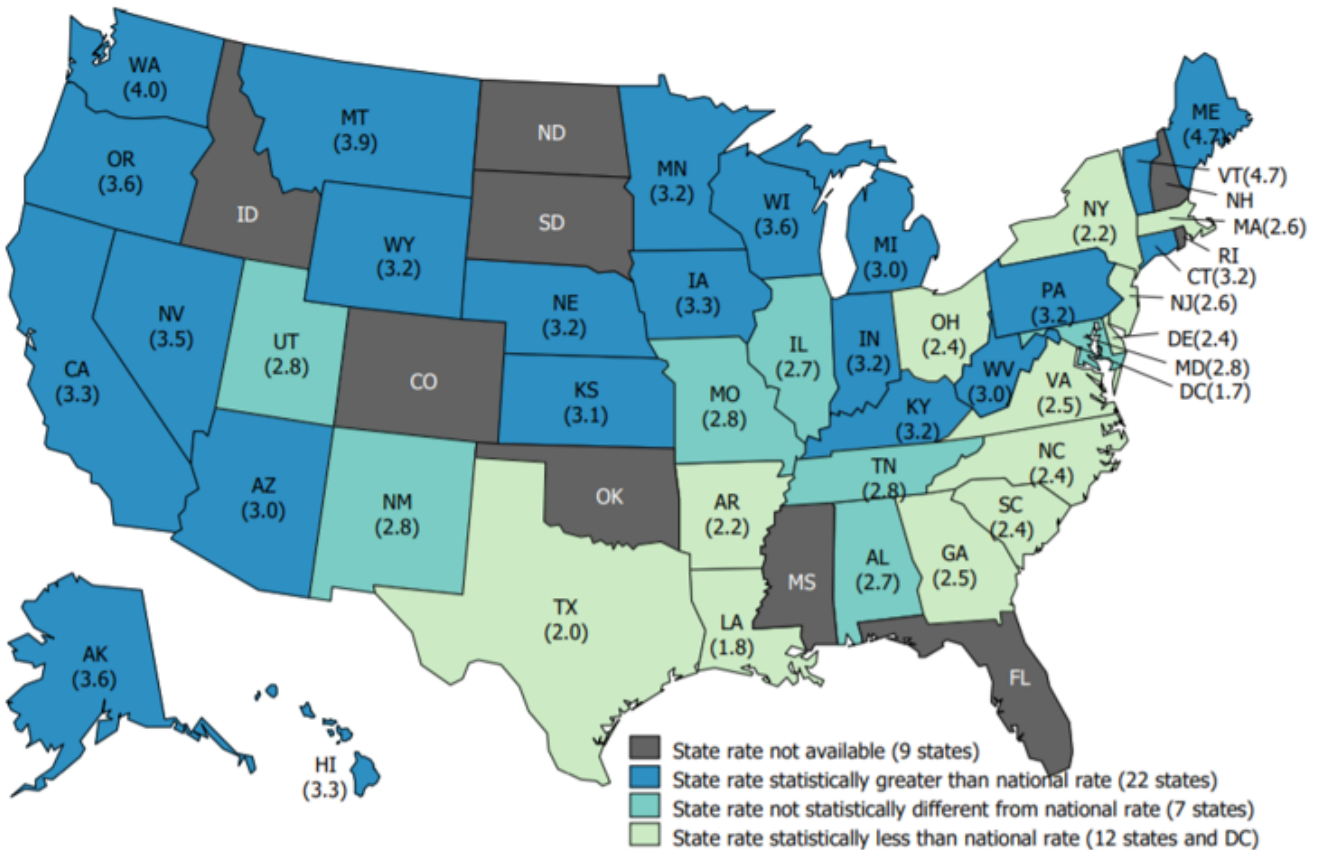 WA
(4.0)
MT
(3.9)
ND
MN
(3.2)
ME
(4.7)
OR
(3.6)
ID
SD
WI
(3.6)
VT(4.7)
NH
NY
(2.2)
MA(2.6)
RI
CT(3.2)
WY
(3.2)
MI
(3.0)
NV
(3.5)
NE
(3.2)
IA
(3.3)
PA
(3.2)
NJ(2.6)
UT
(2.8)
IL
(2.7)
IN
(3.2)
OH
(2.4)
DE(2.4)
MD(2.8)
DC(1.7)
CA
(3.3)
CO
KS
(3.1)
MO
(2.8)
WV
(3.0)
VA
(2.5)
KY
(3.2)
NC
(2.4)
AZ
(3.0)
NM
(2.8)
OK
AR
(2.2)
TN
(2.8)
SC
(2.4)
MS
AL
(2.7)
GA
(2.5)
TX
(2.0)
LA
(1.8)
FL
AK
(3.6)
HI
(3.3)
State rate not available (9 states)
State rate statistically greater than national rate (22 states)
State rate not statistically different from national rate (7 states)
State rate statistically less than national rate (12 states and DC)